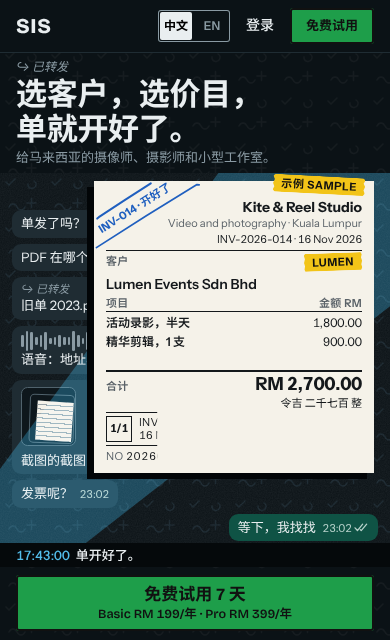 SIS
中文
EN
登录
免费试用
已转发
选客户，选价目，
单就开好了。
给马来西亚的摄像师、摄影师和小型工作室。
单发了吗？
PDF 在哪个
已转发
旧单 2023.p
语音：地址
截图的截图
发票呢？ 23:02
INV-014·开好了
示例 SAMPLE
Kite & Reel Studio
Video and photography · Kuala Lumpur
INV-2026-014 · 16 Nov 2026
客户
LUMEN
Lumen Events Sdn Bhd
项目 金额 RM
活动录影，半天 1,800.00
精华剪辑，1 支 900.00
合计 RM 2,700.00
令吉 二千七百 整
1/1
INV
16
NO 2026
等下，我找找 23:02
17:43:00 单开好了。
免费试用 7 天
Basic RM 199/年 · Pro RM 399/年